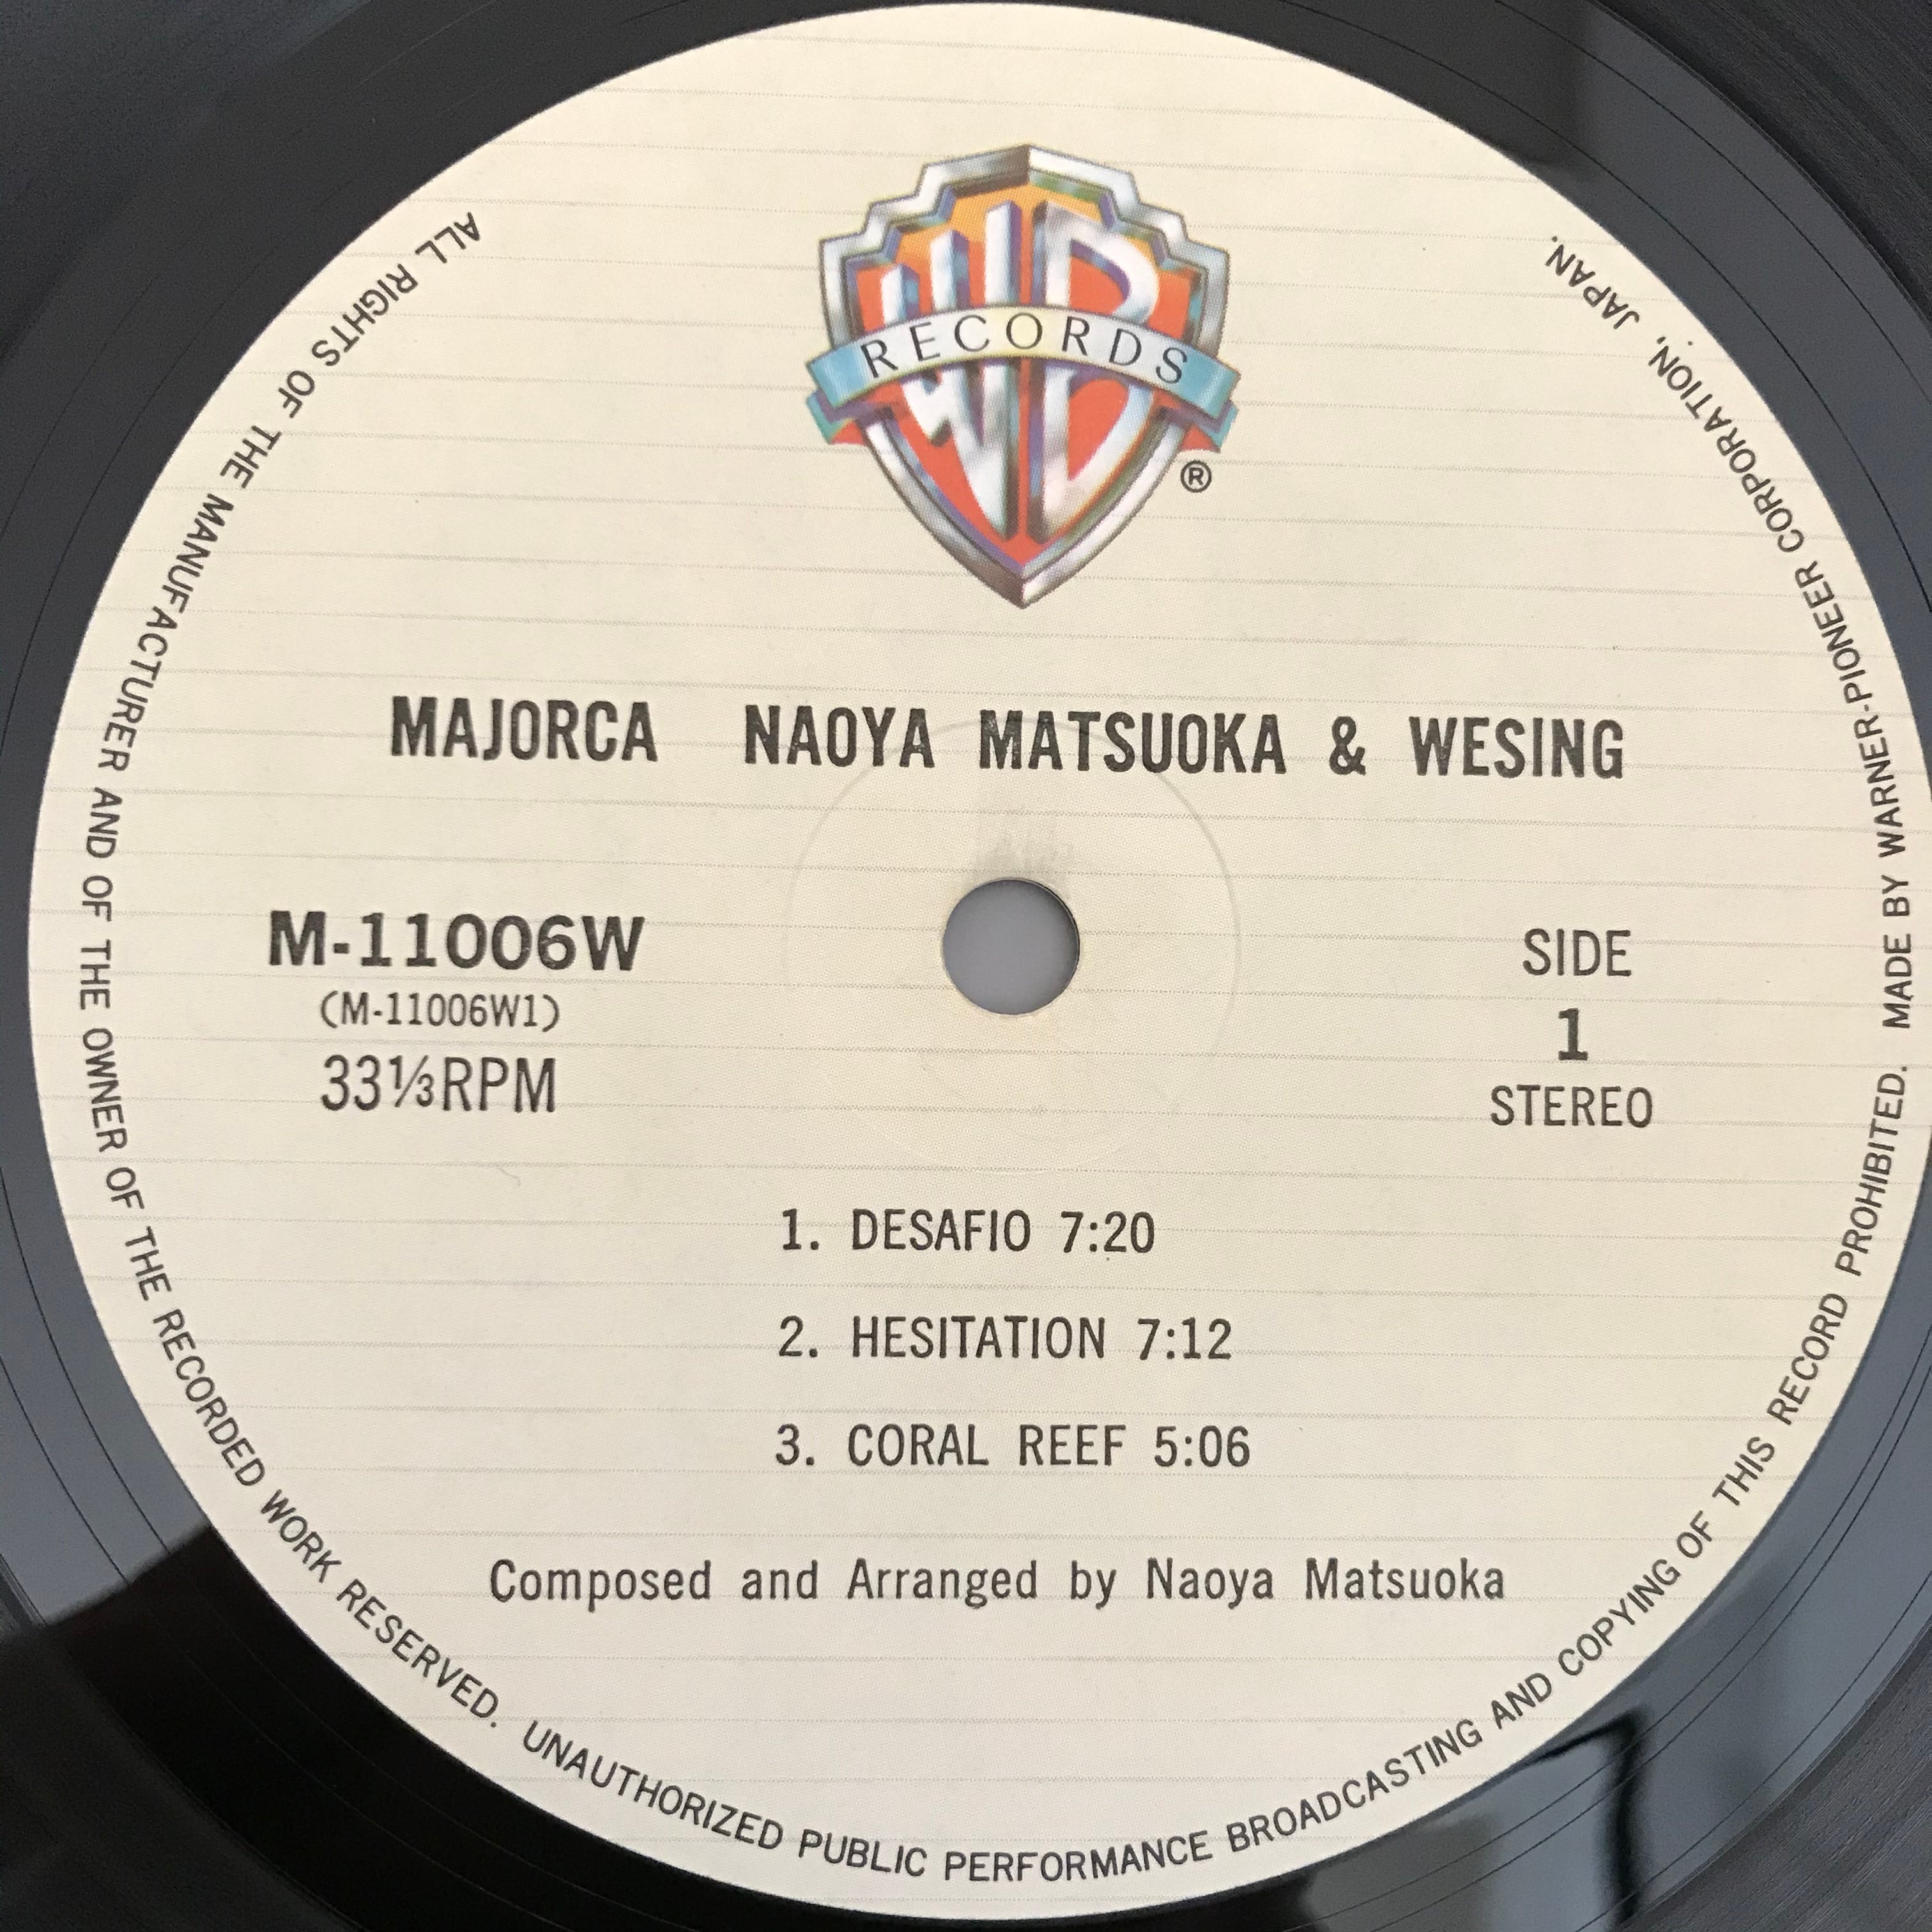 WB
RECORDS
®
MAJORCA NAOYA MATSUOKA & WESING
M-11006W
(M-11006W1)
33⅓RPM
SIDE
1
STEREO
1. DESAFIO 7:20
2. HESITATION 7:12
3. CORAL REEF 5:06
Composed and Arranged by Naoya Matsuoka
ALL RIGHTS OF THE MANUFACTURER AND OF THE OWNER OF THE RECORDED WORK RESERVED. UNAUTHORIZED PUBLIC PERFORMANCE BROADCASTING AND COPYING OF THIS RECORD PROHIBITED. MADE BY WARNER-PIONEER CORPORATION, JAPAN.